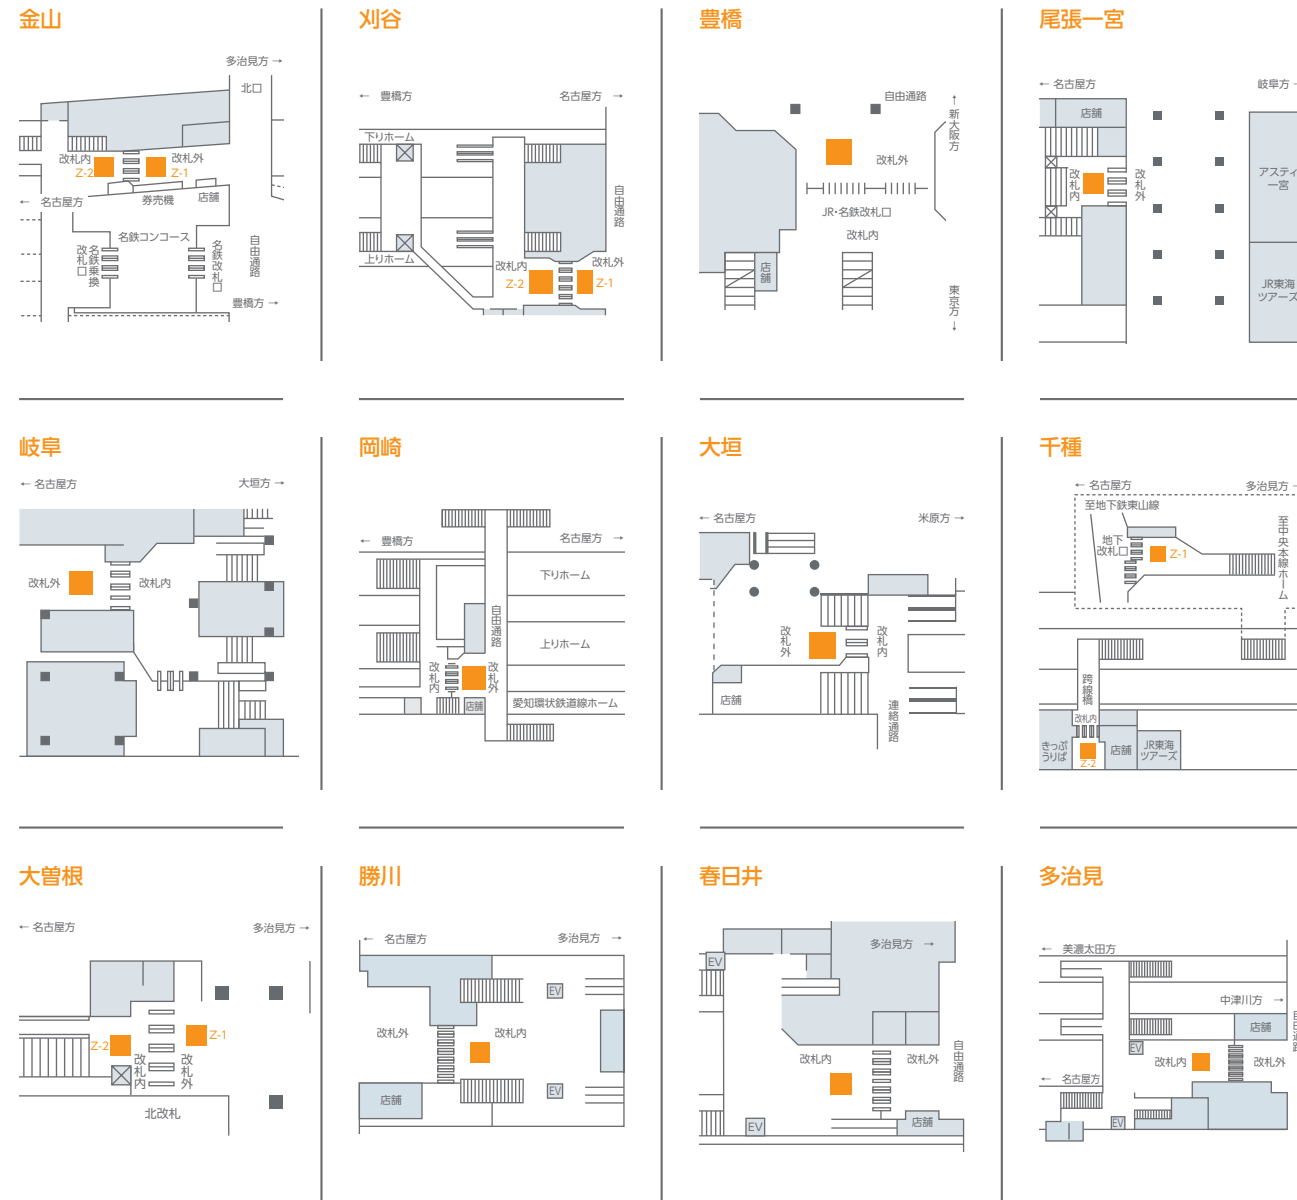 金山
多治見方 →
北口
改札内
Z-2
改札外
Z-1
← 名古屋方
券売機
店舗
名鉄コンコース
名鉄乗換
改札口
名鉄改札口
自由通路
豊橋方 →
刈谷
← 豊橋方
名古屋方 →
下りホーム
自由通路
上りホーム
改札内
Z-2
改札外
Z-1
豊橋
自由通路
← 新大阪方
改札外
JR・名鉄改札口
改札内
店舗
東京方 →
尾張一宮
← 名古屋方
岐阜方 →
店舗
改札内
改札外
アスティ
一宮
JR東海
ツアーズ
岐阜
← 名古屋方
大垣方 →
改札外
改札内
岡崎
← 豊橋方
名古屋方 →
下りホーム
自由通路
上りホーム
改札内
改札外
店舗
愛知環状鉄道線ホーム
大垣
← 名古屋方
米原方 →
改札外
改札内
店舗
連絡通路
千種
← 名古屋方
多治見方 →
至地下鉄東山線
地下
改札口
Z-1
至中央本線ホーム
跨線橋
改札内
きっぷ
うりば
Z-2
店舗
JR東海
ツアーズ
大曽根
← 名古屋方
多治見方 →
Z-2
Z-1
改札内
改札外
北改札
勝川
← 名古屋方
多治見方 →
EV
改札外
改札内
EV
店舗
春日井
多治見方 →
EV
改札内
改札外
自由通路
EV
店舗
多治見
← 美濃太田方
中津川方 →
店舗
自由通路
EV
改札内
改札外
← 名古屋方
EV